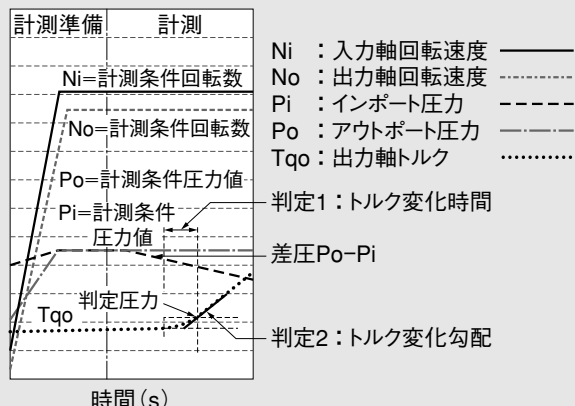 計測準備
計測
Ni=計測条件回転数
No=計測条件回転数
Po=計測条件圧力値
Pi=計測条件
圧力値
判定圧力
Tqo
時間(s)
Ni:入力軸回転速度
No:出力軸回転速度
Pi:インポート圧力
Po:アウトポート圧力
Tqo:出力軸トルク
判定1:トルク変化時間
差圧Po−Pi
判定2:トルク変化勾配